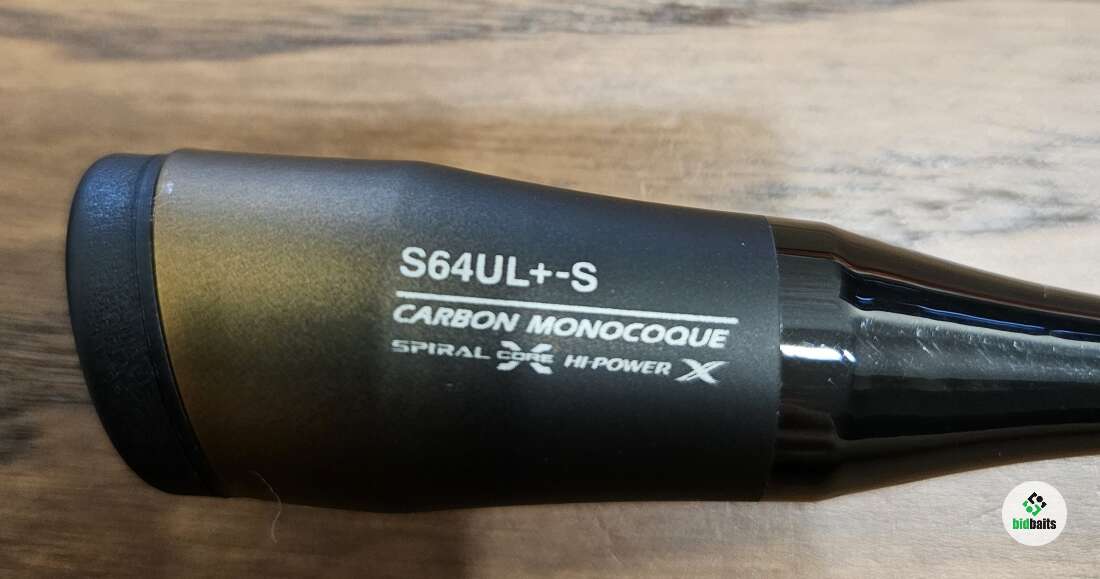 S64UL+-S
CARBON MONOCOQUE
SPIRAL X CORE HI-POWER X
bidbaits